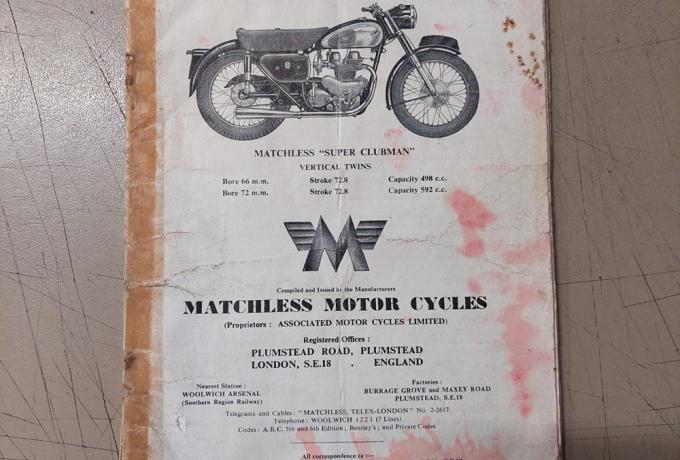 MATCHLESS "SUPER CLUBMAN"
VERTICAL TWINS
Bore 66 m.m. Stroke 72.8 Capacity 498 c.c.
Bore 72 m.m. Stroke 72.8 Capacity 592 c.c.
M
Compiled and Issued by the Manufacturers
MATCHLESS MOTOR CYCLES
(Proprietors : ASSOCIATED MOTOR CYCLES LIMITED)
Registered Offices :
PLUMSTEAD ROAD, PLUMSTEAD
LONDON, S.E.18 . ENGLAND
Nearest Station :
WOOLWICH ARSENAL
(Southern Region Railway)
Factories :
BURRAGE GROVE and MAXEY ROAD
PLUMSTEAD, S.E.18
Telegrams and Cables : "MATCHLESS, TELEX-LONDON" No. 2-2617
Telephone : WOOLWICH 1223 (7 Lines)
Codes : A.B.C. 5th and 6th Edition ; Bentley's ; and Private Codes
All correspondence to :—